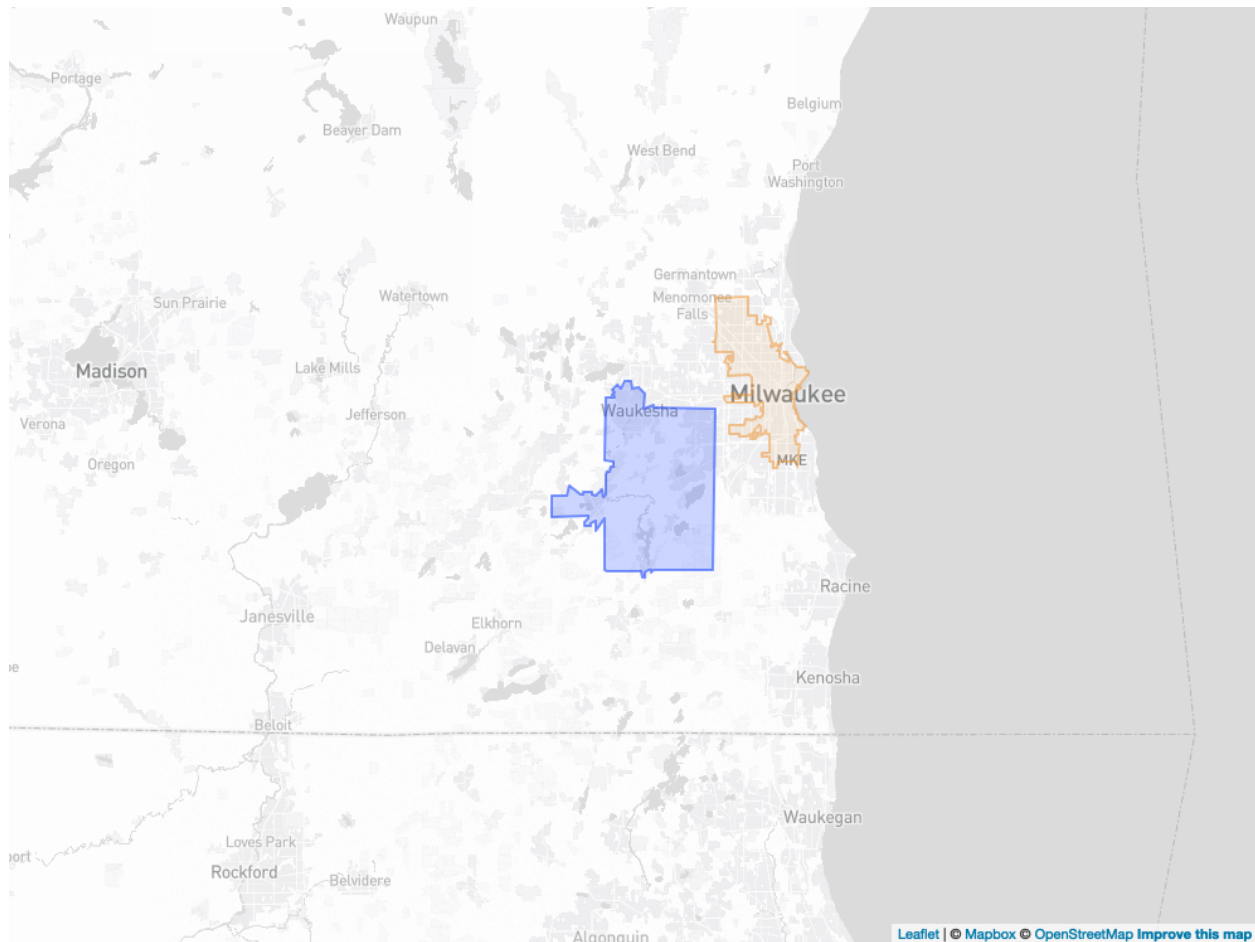 Waupun
Portage
Belgium
Beaver Dam
West Bend
Port
Washington
Germantown
Menomonee
Falls
Sun Prairie
Watertown
Madison
Lake Mills
Milwaukee
Jefferson
Waukesha
Verona
Oregon
MKE
Racine
Janesville
Elkhorn
Delavan
Kenosha
Beloit
Waukegan
Loves Park
Rockford
Belvidere
Algonquin
Leaflet | © Mapbox © OpenStreetMap Improve this map